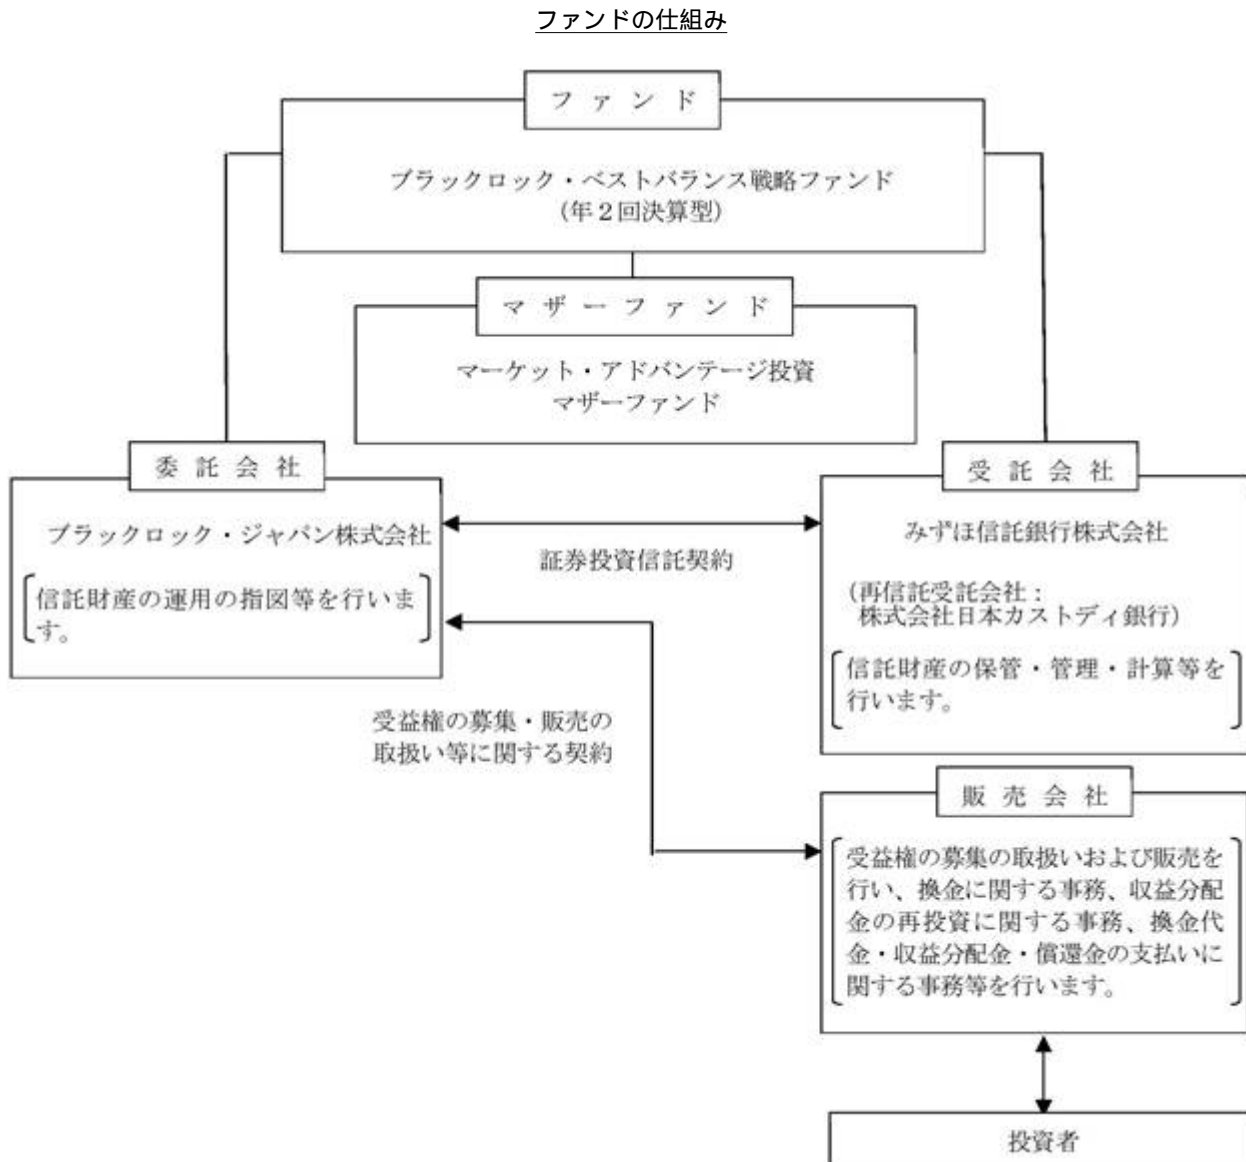 ファンドの仕組み
ファンド
ブラックロック・ベストバランス戦略ファンド
（年２回決算型）
マザーファンド
マーケット・アドバンテージ投資
マザーファンド
委託会社
ブラックロック・ジャパン株式会社
信託財産の運用の指図等を行いま
す。
証券投資信託契約
受託会社
みずほ信託銀行株式会社
（再信託受託会社：
株式会社日本カストディ銀行）
信託財産の保管・管理・計算等を
行います。
受益権の募集・販売の
取扱い等に関する契約
販売会社
受益権の募集の取扱いおよび販売を
行い、換金に関する事務、収益分配
金の再投資に関する事務、換金代
金・収益分配金・償還金の支払いに
関する事務等を行います。
投資者